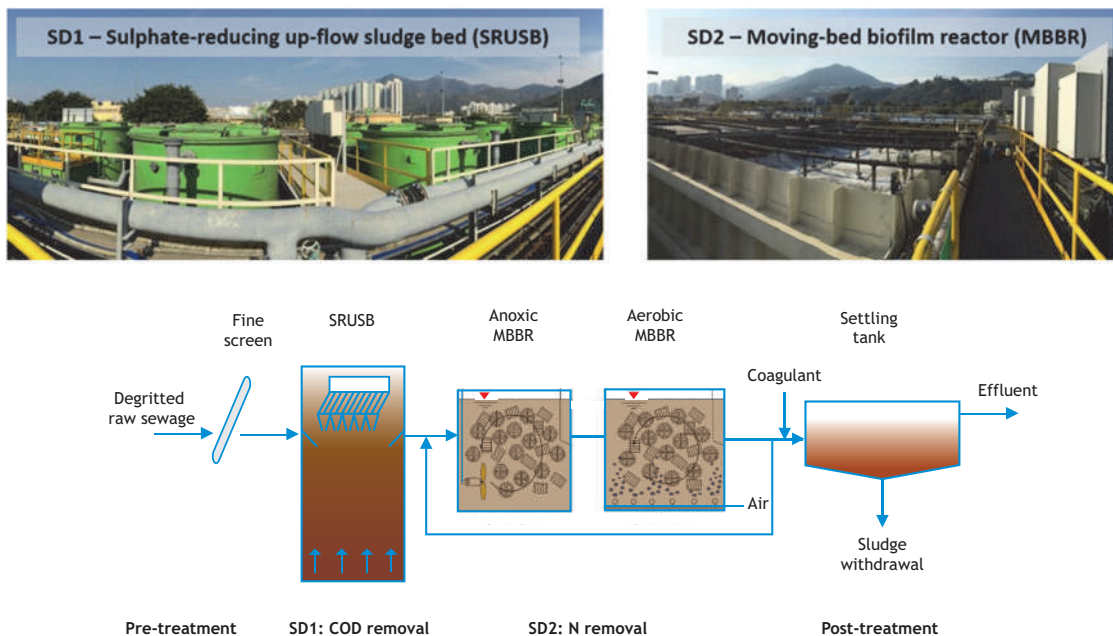 SD1 – Sulphate-reducing up-flow sludge bed (SRUSB)
SD2 – Moving-bed biofilm reactor (MBBR)
Fine
screen
SRUSB
Anoxic
MBBR
Aerobic
MBBR
Settling
tank
Coagulant
Degritted
raw sewage
Effluent
Air
Sludge
withdrawal
Pre-treatment
SD1: COD removal
SD2: N removal
Post-treatment